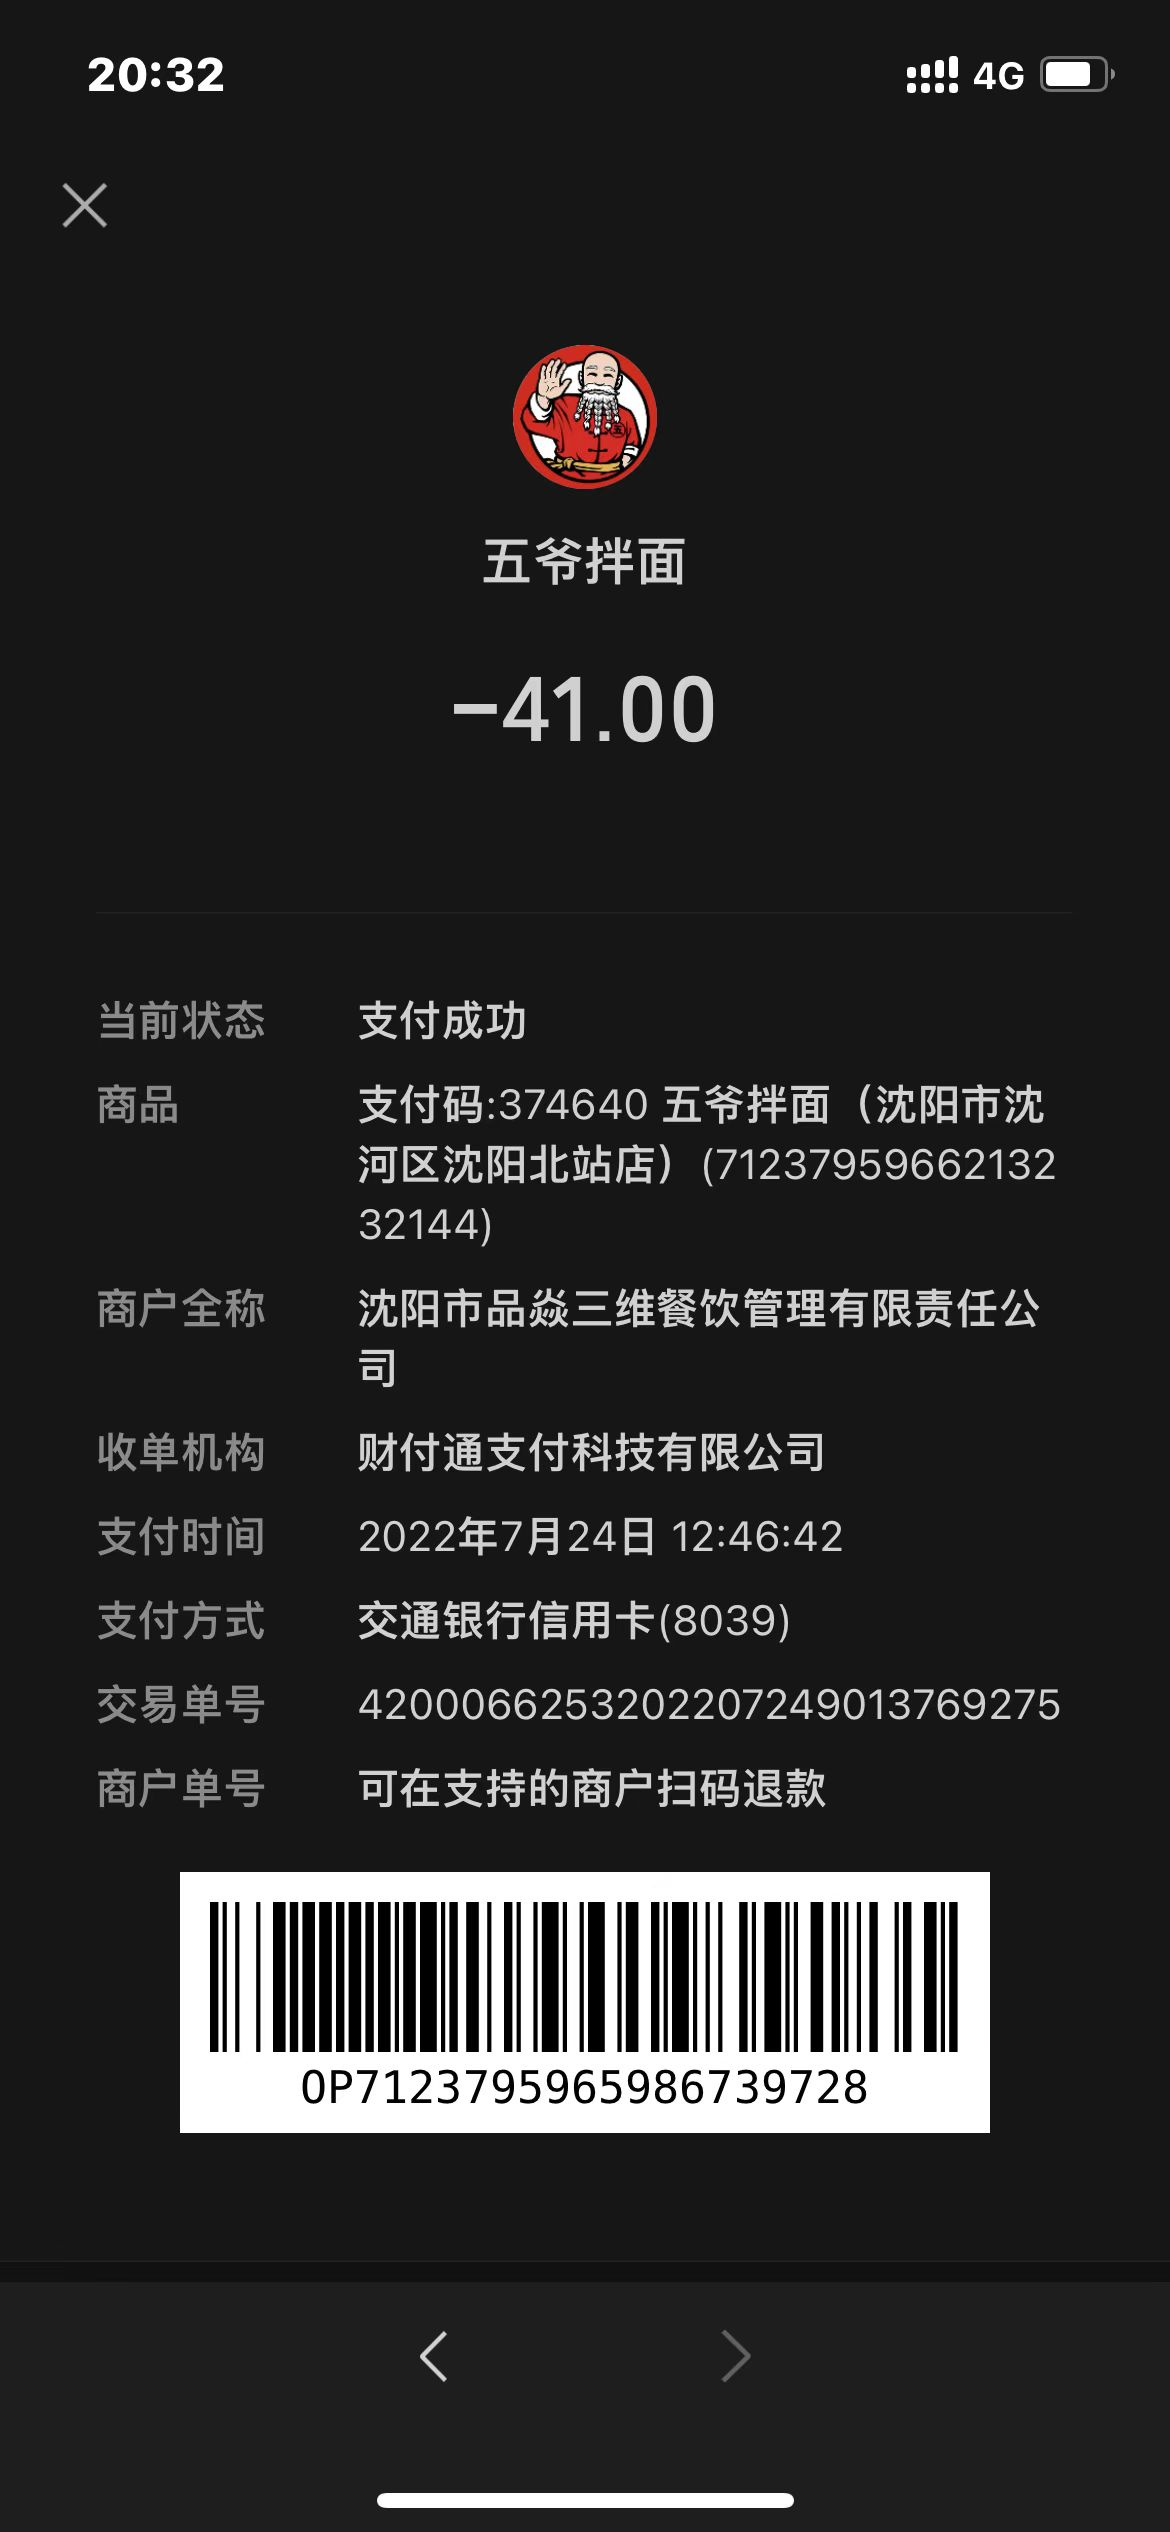 20:32 4G
五
五爷拌面
-41.00
当前状态 支付成功
商品 支付码:374640 五爷拌面（沈阳市沈
河区沈阳北站店）(712379596621​32
32144)
商户全称 沈阳市品焱三维餐饮管理有限责任公
司
收单机构 财付通支付科技有限公司
支付时间 2022年7月24日 12:46:42
支付方式 交通银行信用卡(8039)
交易单号 4200066253202207249013769275
商户单号 可在支持的商户扫码退款
OP7123795965986739728